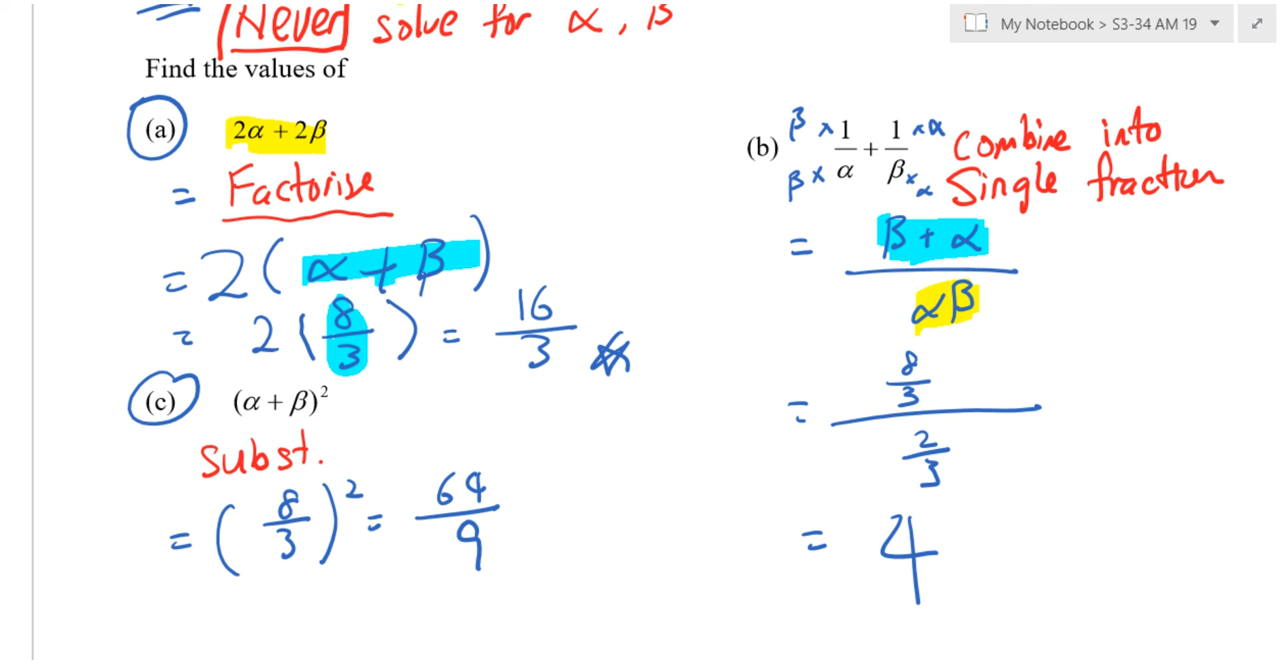 My Notebook > S3-34 AM 19
Never solve for α, β
Find the values of
(a) 2α + 2β
= Factorise
= 2(α + β)
= 2(8/3) = 16/3
(c) (α + β)²
Subst.
= (8/3)² = 64/9
(b) β × 1/α + 1/β × α Combine into
β × × α Single fraction
= β + α / αβ
= 8/3 / 2/3
= 4